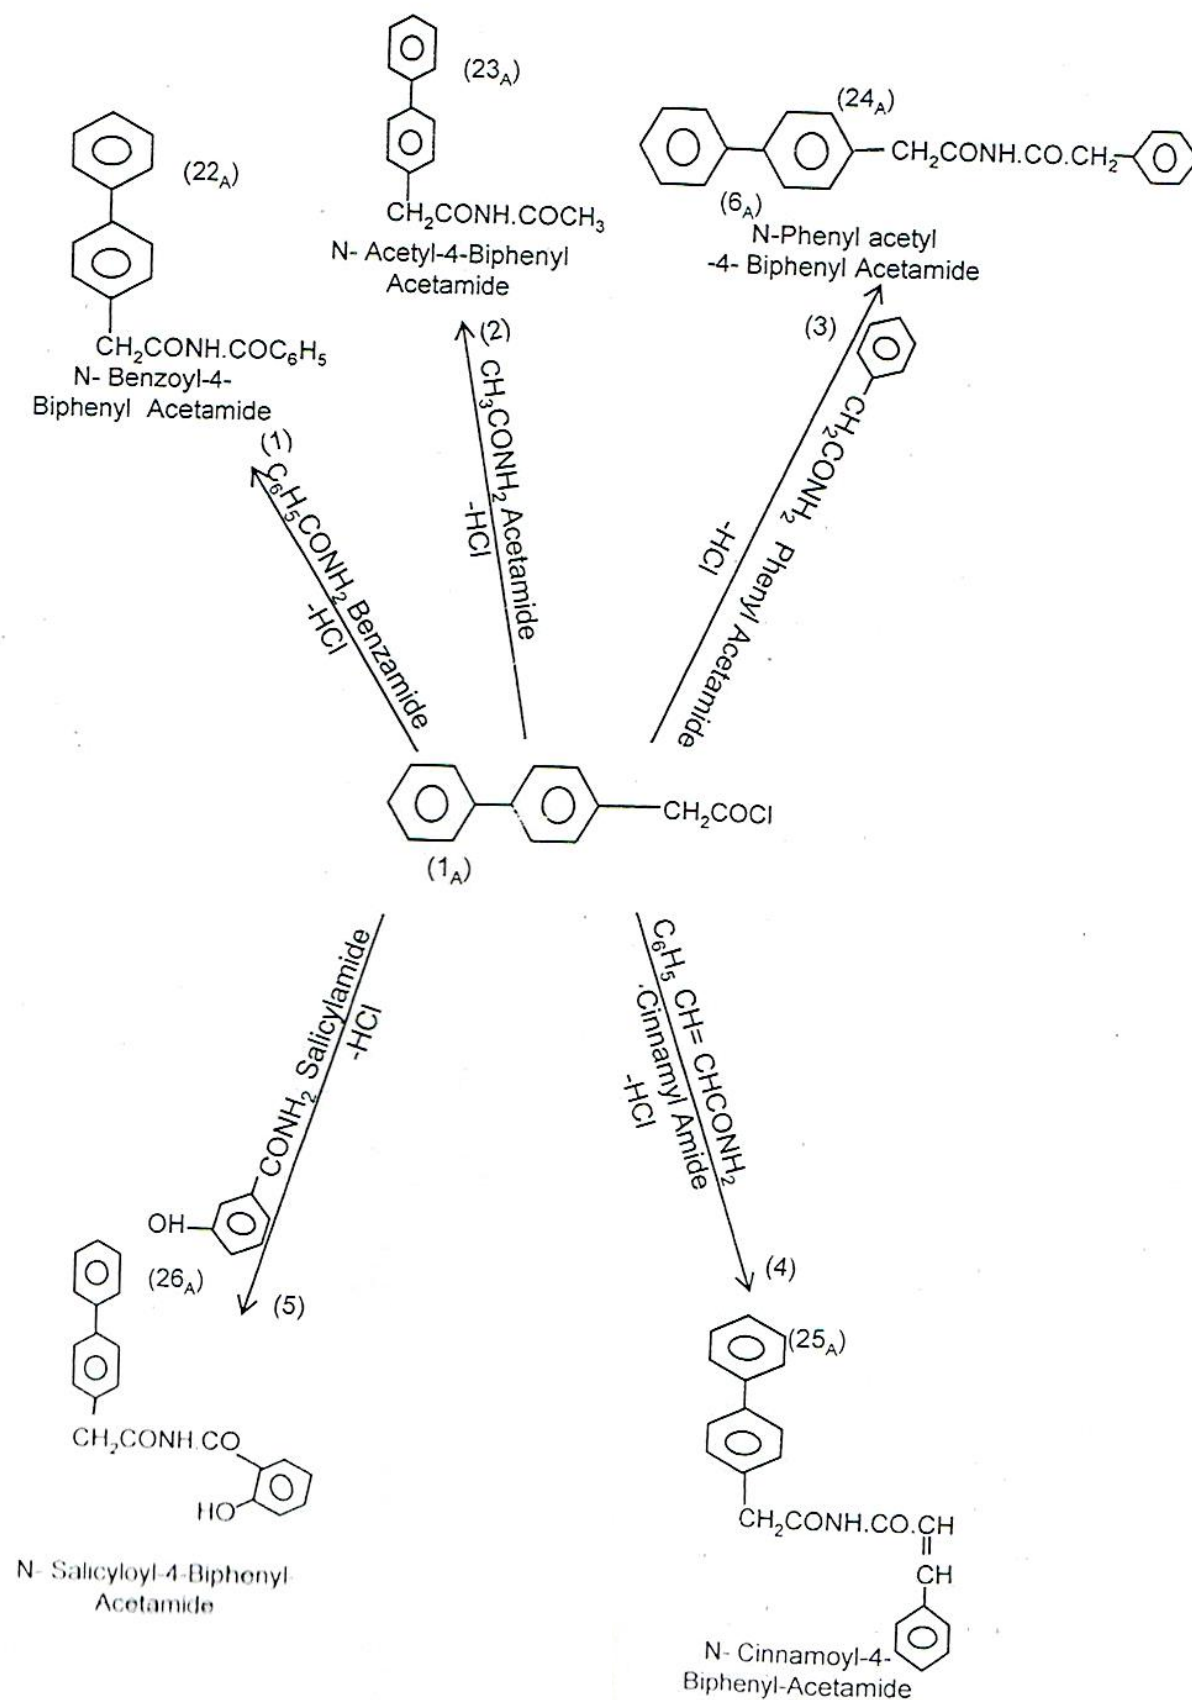 (23A)
(24A)
CH2CONH.CO.CH2
(22A)
(6A)
CH2CONH.COCH3
N-Phenyl acetyl
-4- Biphenyl Acetamide
N- Acetyl-4-Biphenyl
Acetamide
CH2CONH.COC6H5
N- Benzoyl-4-
Biphenyl Acetamide
(1)
C6H5CONH2 Benzamide
-HCl
(2)
CH3CONH2 Acetamide
-HCl
(3)
CH2CONH2 Phenyl Acetamide
-HCl
CH2COCl
(1A)
CONH2 Salicylamide
-HCl
OH
(5)
C6H5 CH= CHCONH2
.Cinnamyl Amide
-HCl
(4)
(26A)
CH2CONH.CO
HO
N- Salicyloyl-4-Biphenyl-
Acetamide
(25A)
CH2CONH.CO.CH
CH
N- Cinnamoyl-4-
Biphenyl-Acetamide